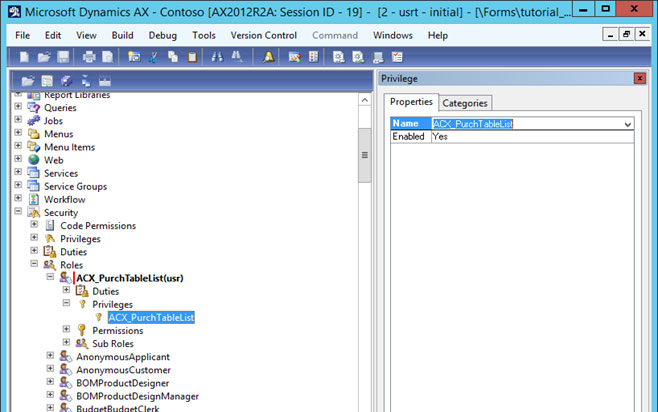 Microsoft Dynamics AX - Contoso [AX2012R2A: Session ID - 19] - [2 - usrt - initial] - [\Forms\tutorial_...
File Edit View Build Debug Tools Version Control Command Windows Help
Report Libraries
Queries
Jobs
Menus
Menu Items
Web
Services
Service Groups
Workflow
Security
Code Permissions
Privileges
Duties
Roles
ACX_PurchTableList(usr)
Duties
Privileges
ACX_PurchTableList
Permissions
Sub Roles
AnonymousApplicant
AnonymousCustomer
BOMProductDesigner
BOMProductDesignManager
BudgetBudgetClerk
Privilege
Properties Categories
Name ACX_PurchTableList
Enabled Yes